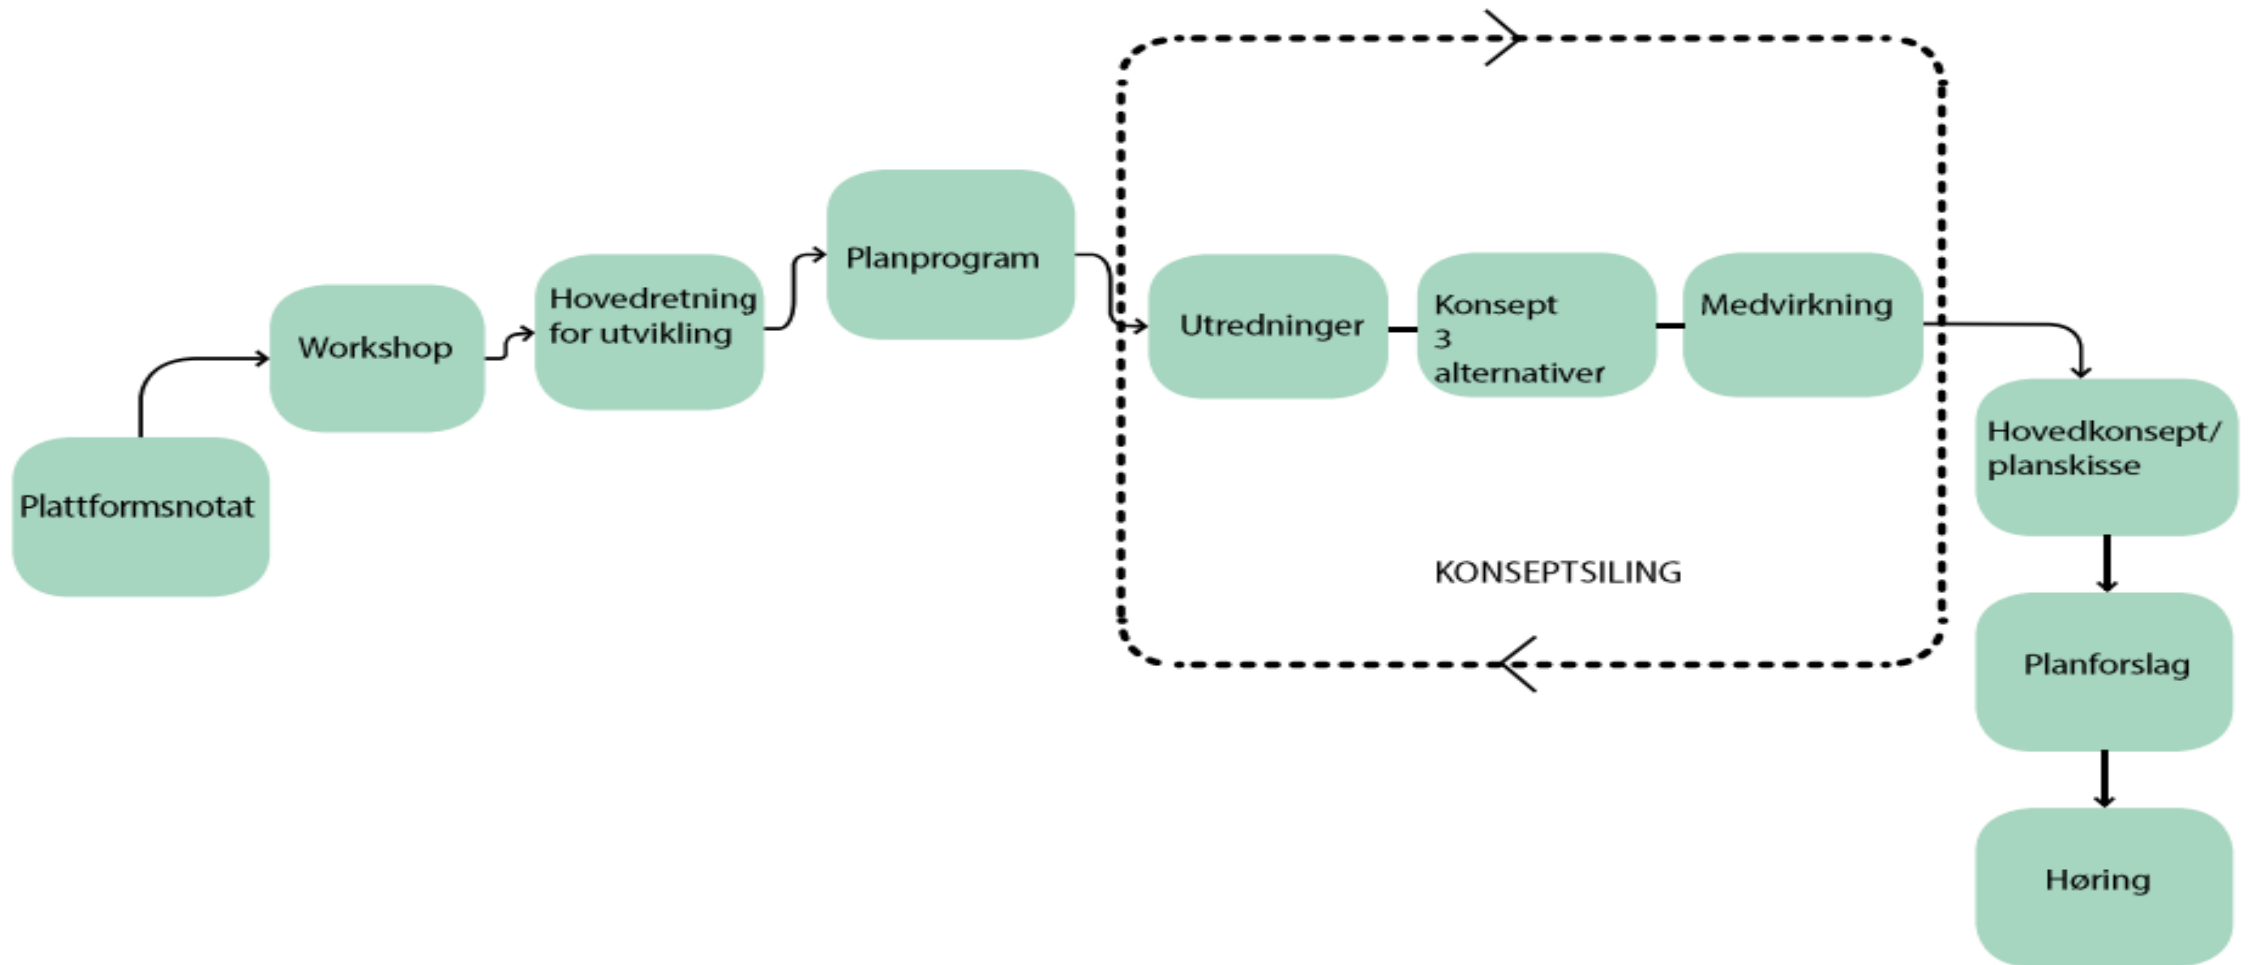 Plattformsnotat
Workshop
Hovedretning
for utvikling
Planprogram
Utredninger
Konsept
3
alternativer
Medvirkning
KONSEPTSILING
Hovedkonsept/
planskisse
Planforslag
Høring